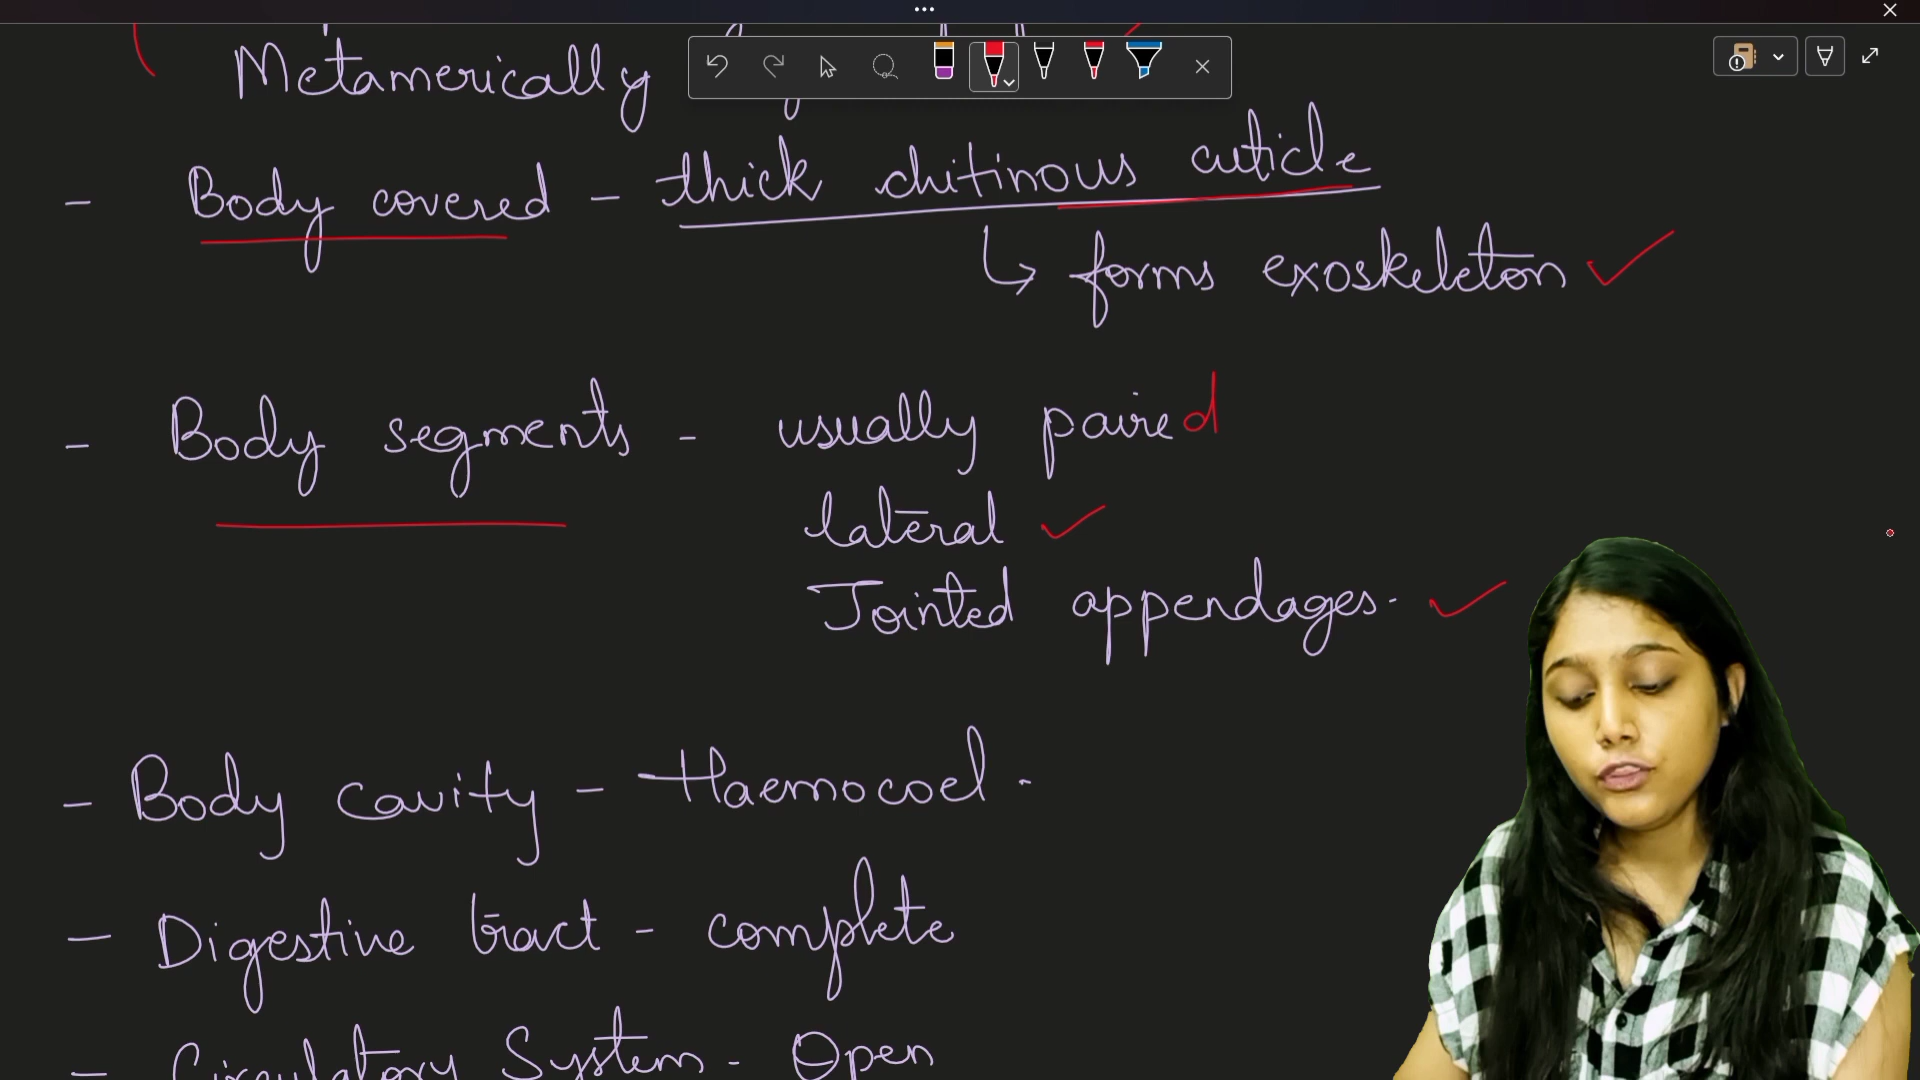 Metamerically
- Body covered - thick chitinous cuticle
↳ forms exoskeleton ✓
- Body segments - usually paired
lateral ✓
Jointed appendages. ✓
- Body cavity - Haemocoel.
- Digestive tract - complete
- Circulatory System - Open